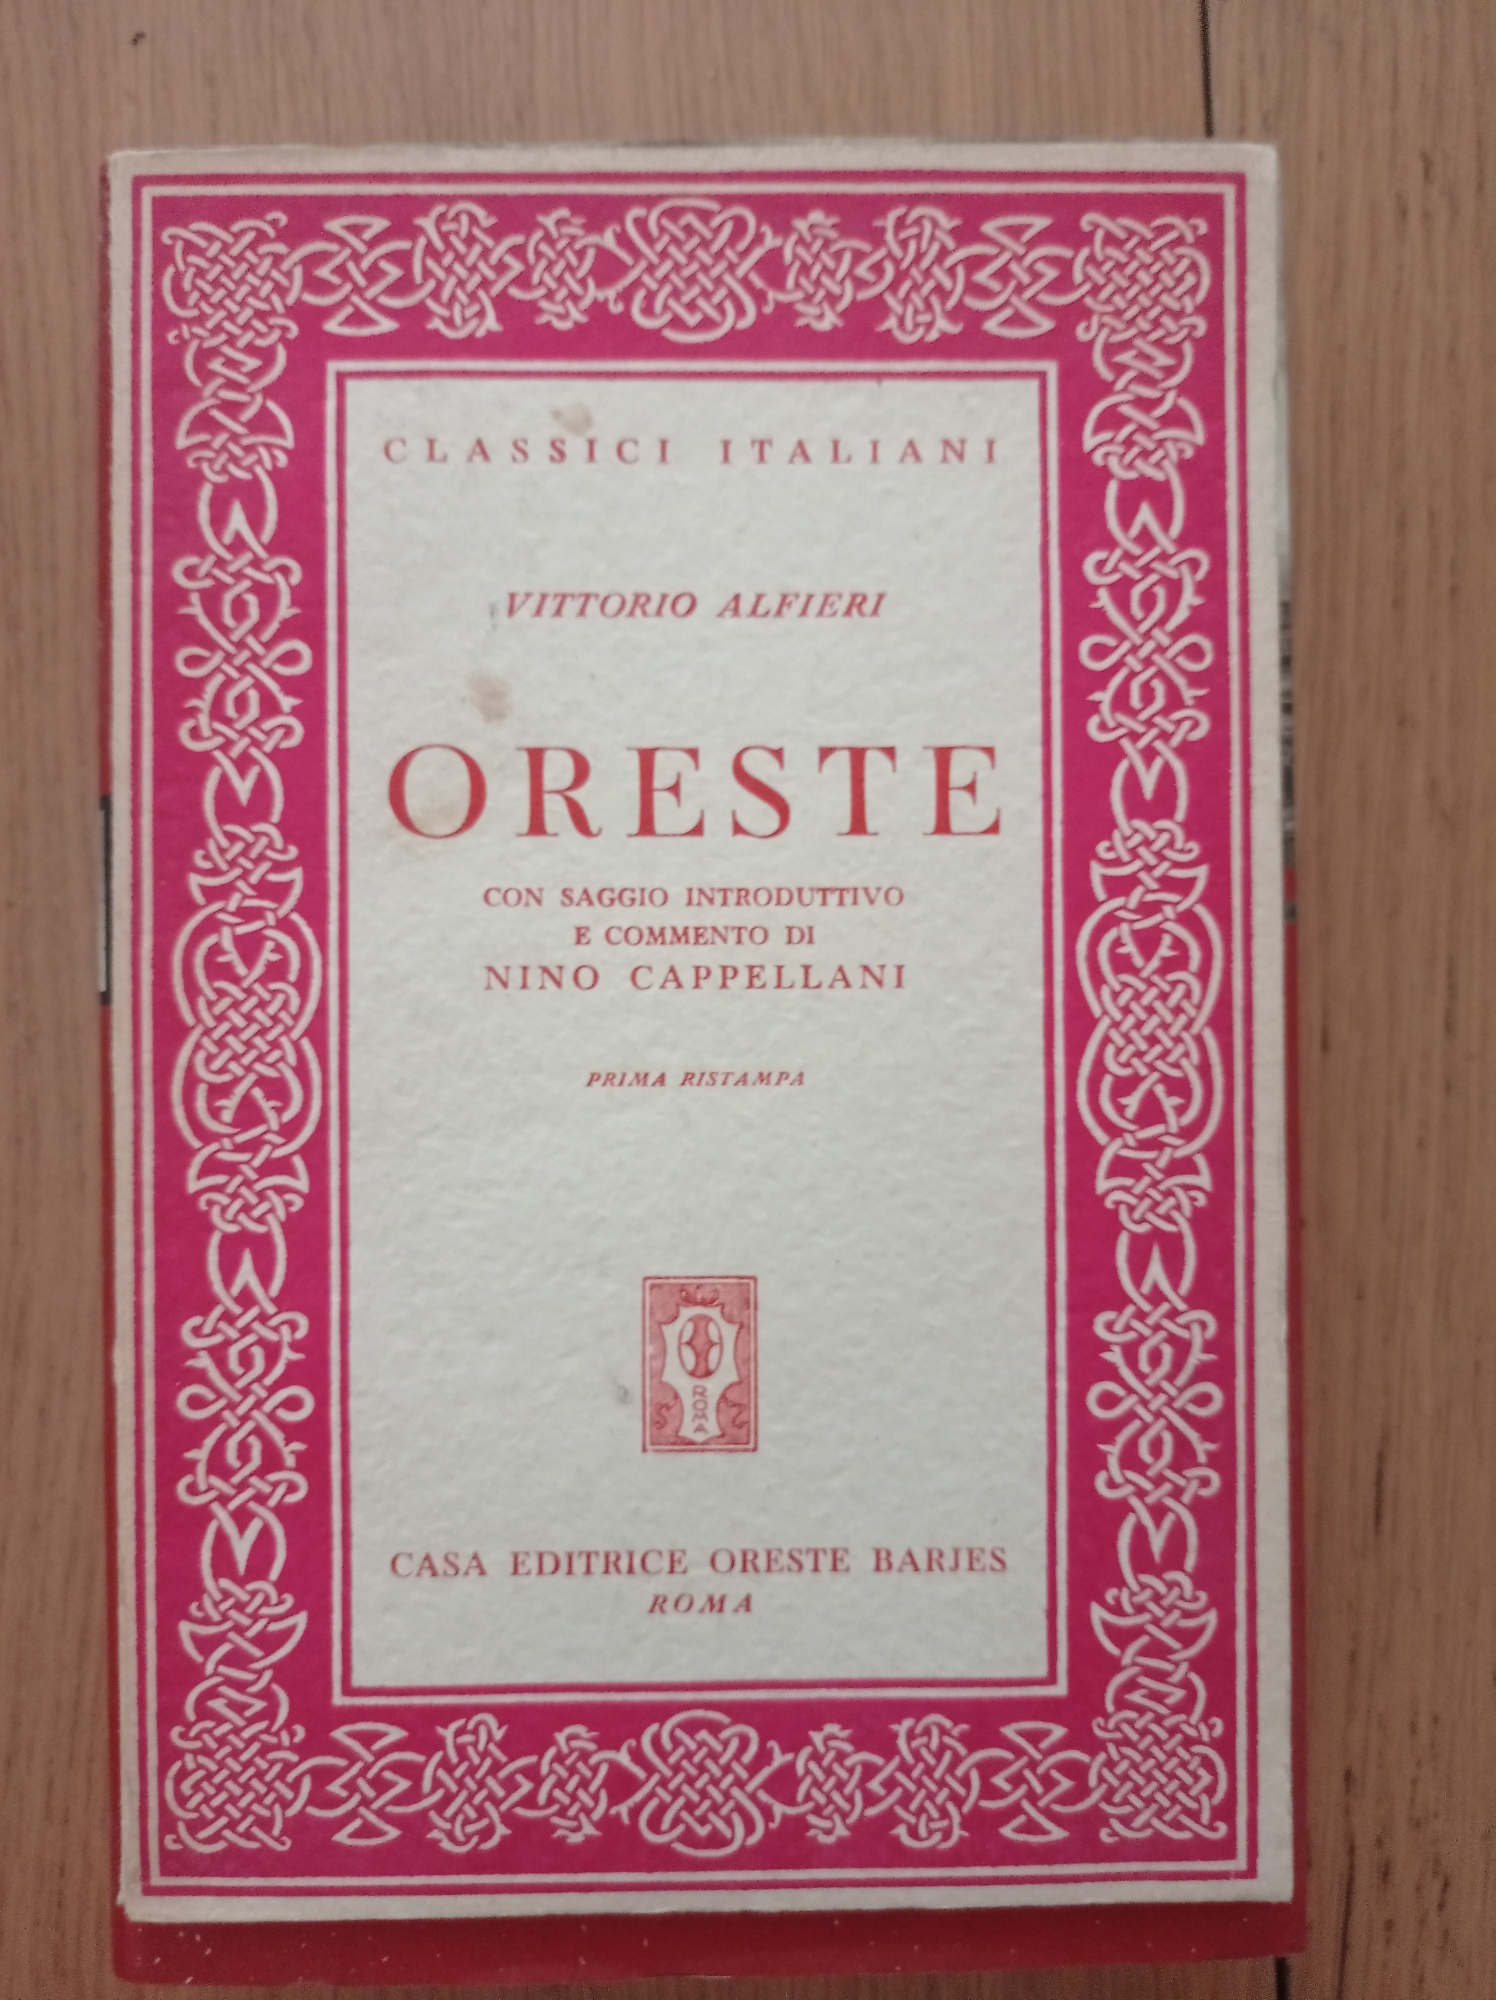 CLASSICI ITALIANI
VITTORIO ALFIERI
ORESTE
CON SAGGIO INTRODUTTIVO
E COMMENTO DI
NINO CAPPELLANI
PRIMA RISTAMPA
ROMA
CASA EDITRICE ORESTE BARJES
ROMA